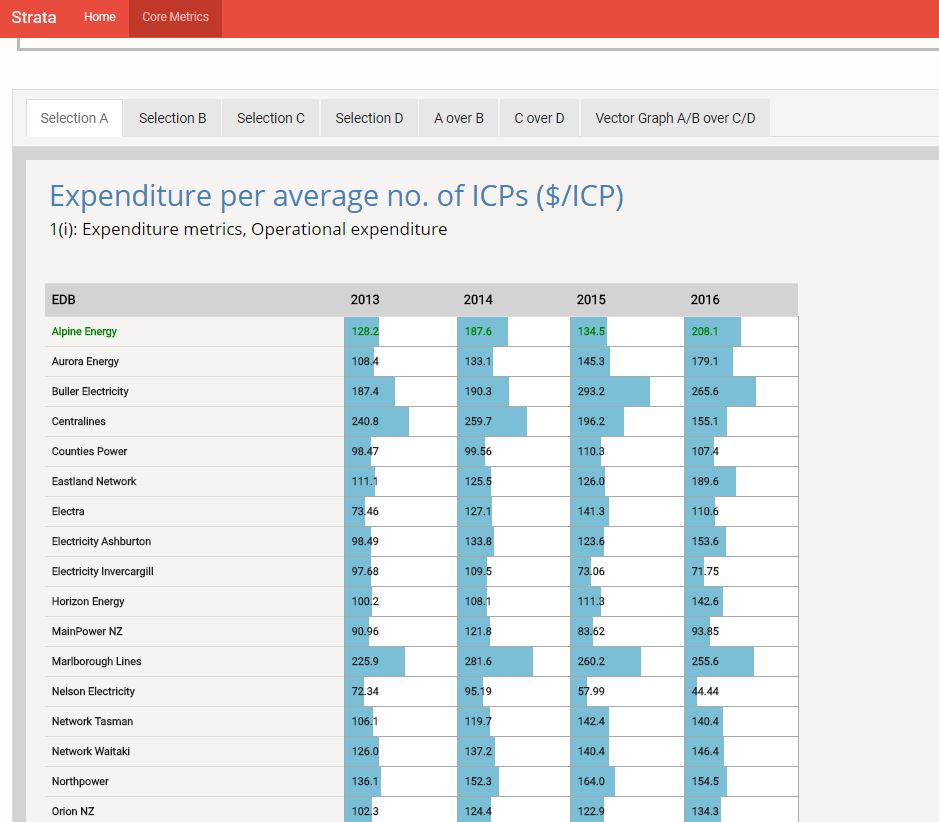 Strata Home Core Metrics
Selection A Selection B Selection C Selection D A over B C over D Vector Graph A/B over C/D
Expenditure per average no. of ICPs ($/ICP)
1(i): Expenditure metrics, Operational expenditure
EDB 2013 2014 2015 2016
Alpine Energy 128.2 187.6 134.5 208.1
Aurora Energy 108.4 133.1 145.3 179.1
Buller Electricity 187.4 190.3 293.2 265.6
Centralines 240.8 259.7 196.2 155.1
Counties Power 98.47 99.56 110.3 107.4
Eastland Network 111.1 125.5 126.0 189.6
Electra 73.46 127.1 141.3 110.6
Electricity Ashburton 98.49 133.8 123.6 153.6
Electricity Invercargill 97.68 109.5 73.06 71.75
Horizon Energy 100.2 108.1 111.3 142.6
MainPower NZ 90.96 121.8 83.62 93.85
Marlborough Lines 225.9 281.6 260.2 255.6
Nelson Electricity 72.34 95.19 57.99 44.44
Network Tasman 106.1 119.7 142.4 140.4
Network Waitaki 126.0 137.2 140.4 146.4
Northpower 136.1 152.3 164.0 154.5
Orion NZ 102.3 124.4 122.9 134.3